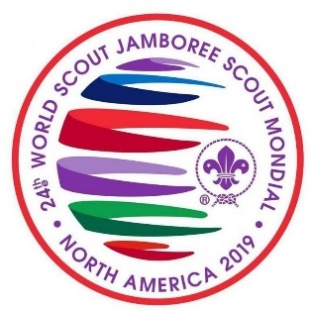 24th WORLD SCOUT JAMBOREE SCOUT MONDIAL
• NORTH AMERICA 2019 •
®